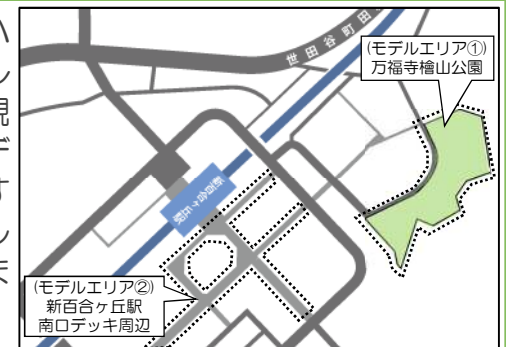 世田谷町田
(モデルエリア①)
万福寺檜山公園
新百合ヶ丘駅
(モデルエリア②)
新百合ヶ丘駅
南口デッキ周辺